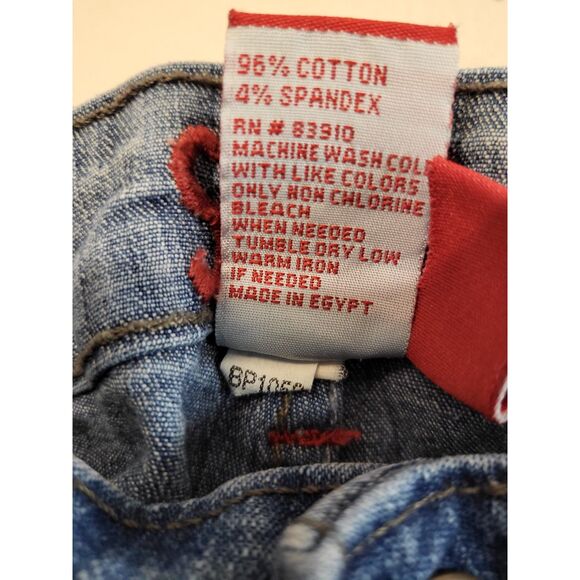 96% COTTON
4% SPANDEX
RN # 83910
MACHINE WASH COL
WITH LIKE COLORS
ONLY NON CHLORINE
BLEACH
WHEN NEEDED
TUMBLE DRY LOW
WARM IRON
IF NEEDED
MADE IN EGYPT